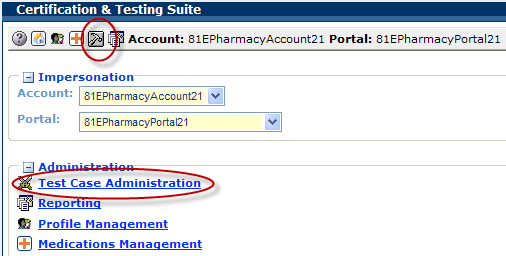 Certification & Testing Suite
Account: 81EPharmacyAccount21 Portal: 81EPharmacyPortal21
Impersonation
Account: 81EPharmacyAccount21
Portal: 81EPharmacyPortal21
Administration
Test Case Administration
Reporting
Profile Management
Medications Management